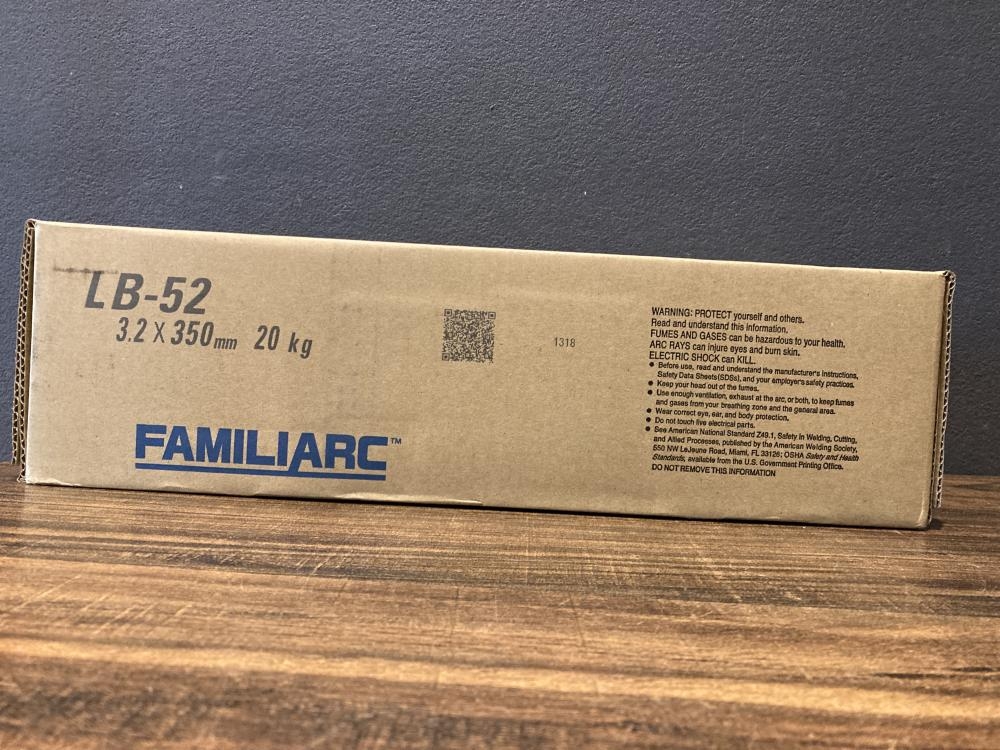 LB-52
3.2 X 350mm 20 kg
FAMILIARC™
1318
WARNING: PROTECT yourself and others.
Read and understand this information.
FUMES AND GASES can be hazardous to your health.
ARC RAYS can injure eyes and burn skin.
ELECTRIC SHOCK can KILL.
• Before use, read and understand the manufacturer's instructions,
Safety Data Sheets(SDSs), and your employer's safety practices.
• Keep your head out of the fumes.
• Use enough ventilation, exhaust at the arc, or both, to keep fumes
and gases from your breathing zone and the general area.
• Wear correct eye, ear, and body protection.
• Do not touch live electrical parts.
• See American National Standard Z49.1, Safety in Welding, Cutting,
and Allied Processes, published by the American Welding Society,
550 NW LeJeune Road, Miami, FL 33126; OSHA Safety and Health
Standards, available from the U.S. Government Printing Office.
DO NOT REMOVE THIS INFORMATION